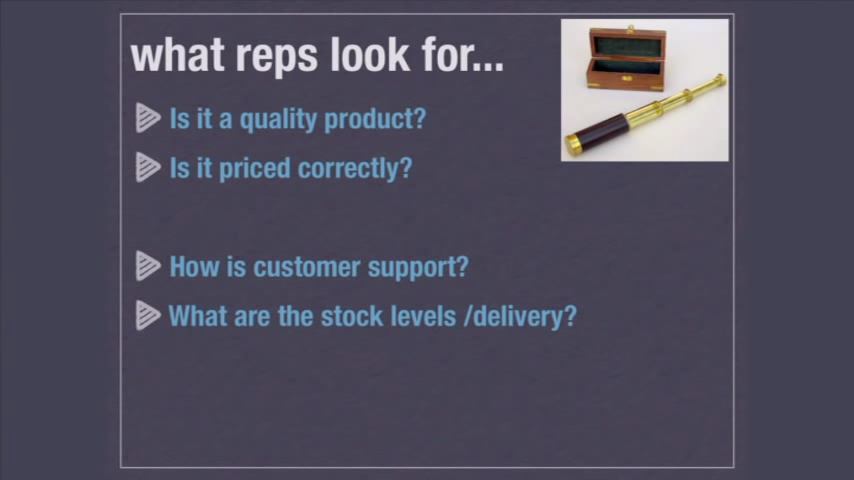 what reps look for...
Is it a quality product?
Is it priced correctly?
How is customer support?
What are the stock levels /delivery?